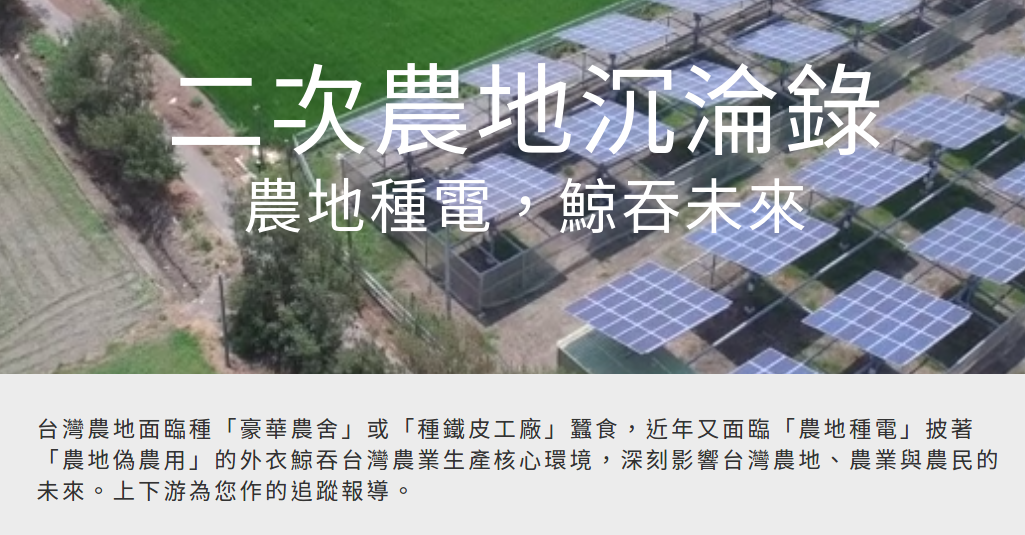 二次農地沉淪錄
農地種電，鯨吞未來
台灣農地面臨種「豪華農舍」或「種鐵皮工廠」蠶食，近年又面臨「農地種電」披著
「農地偽農用」的外衣鯨吞台灣農業生產核心環境，深刻影響台灣農地、農業與農民的
未來。上下游為您作的追蹤報導。